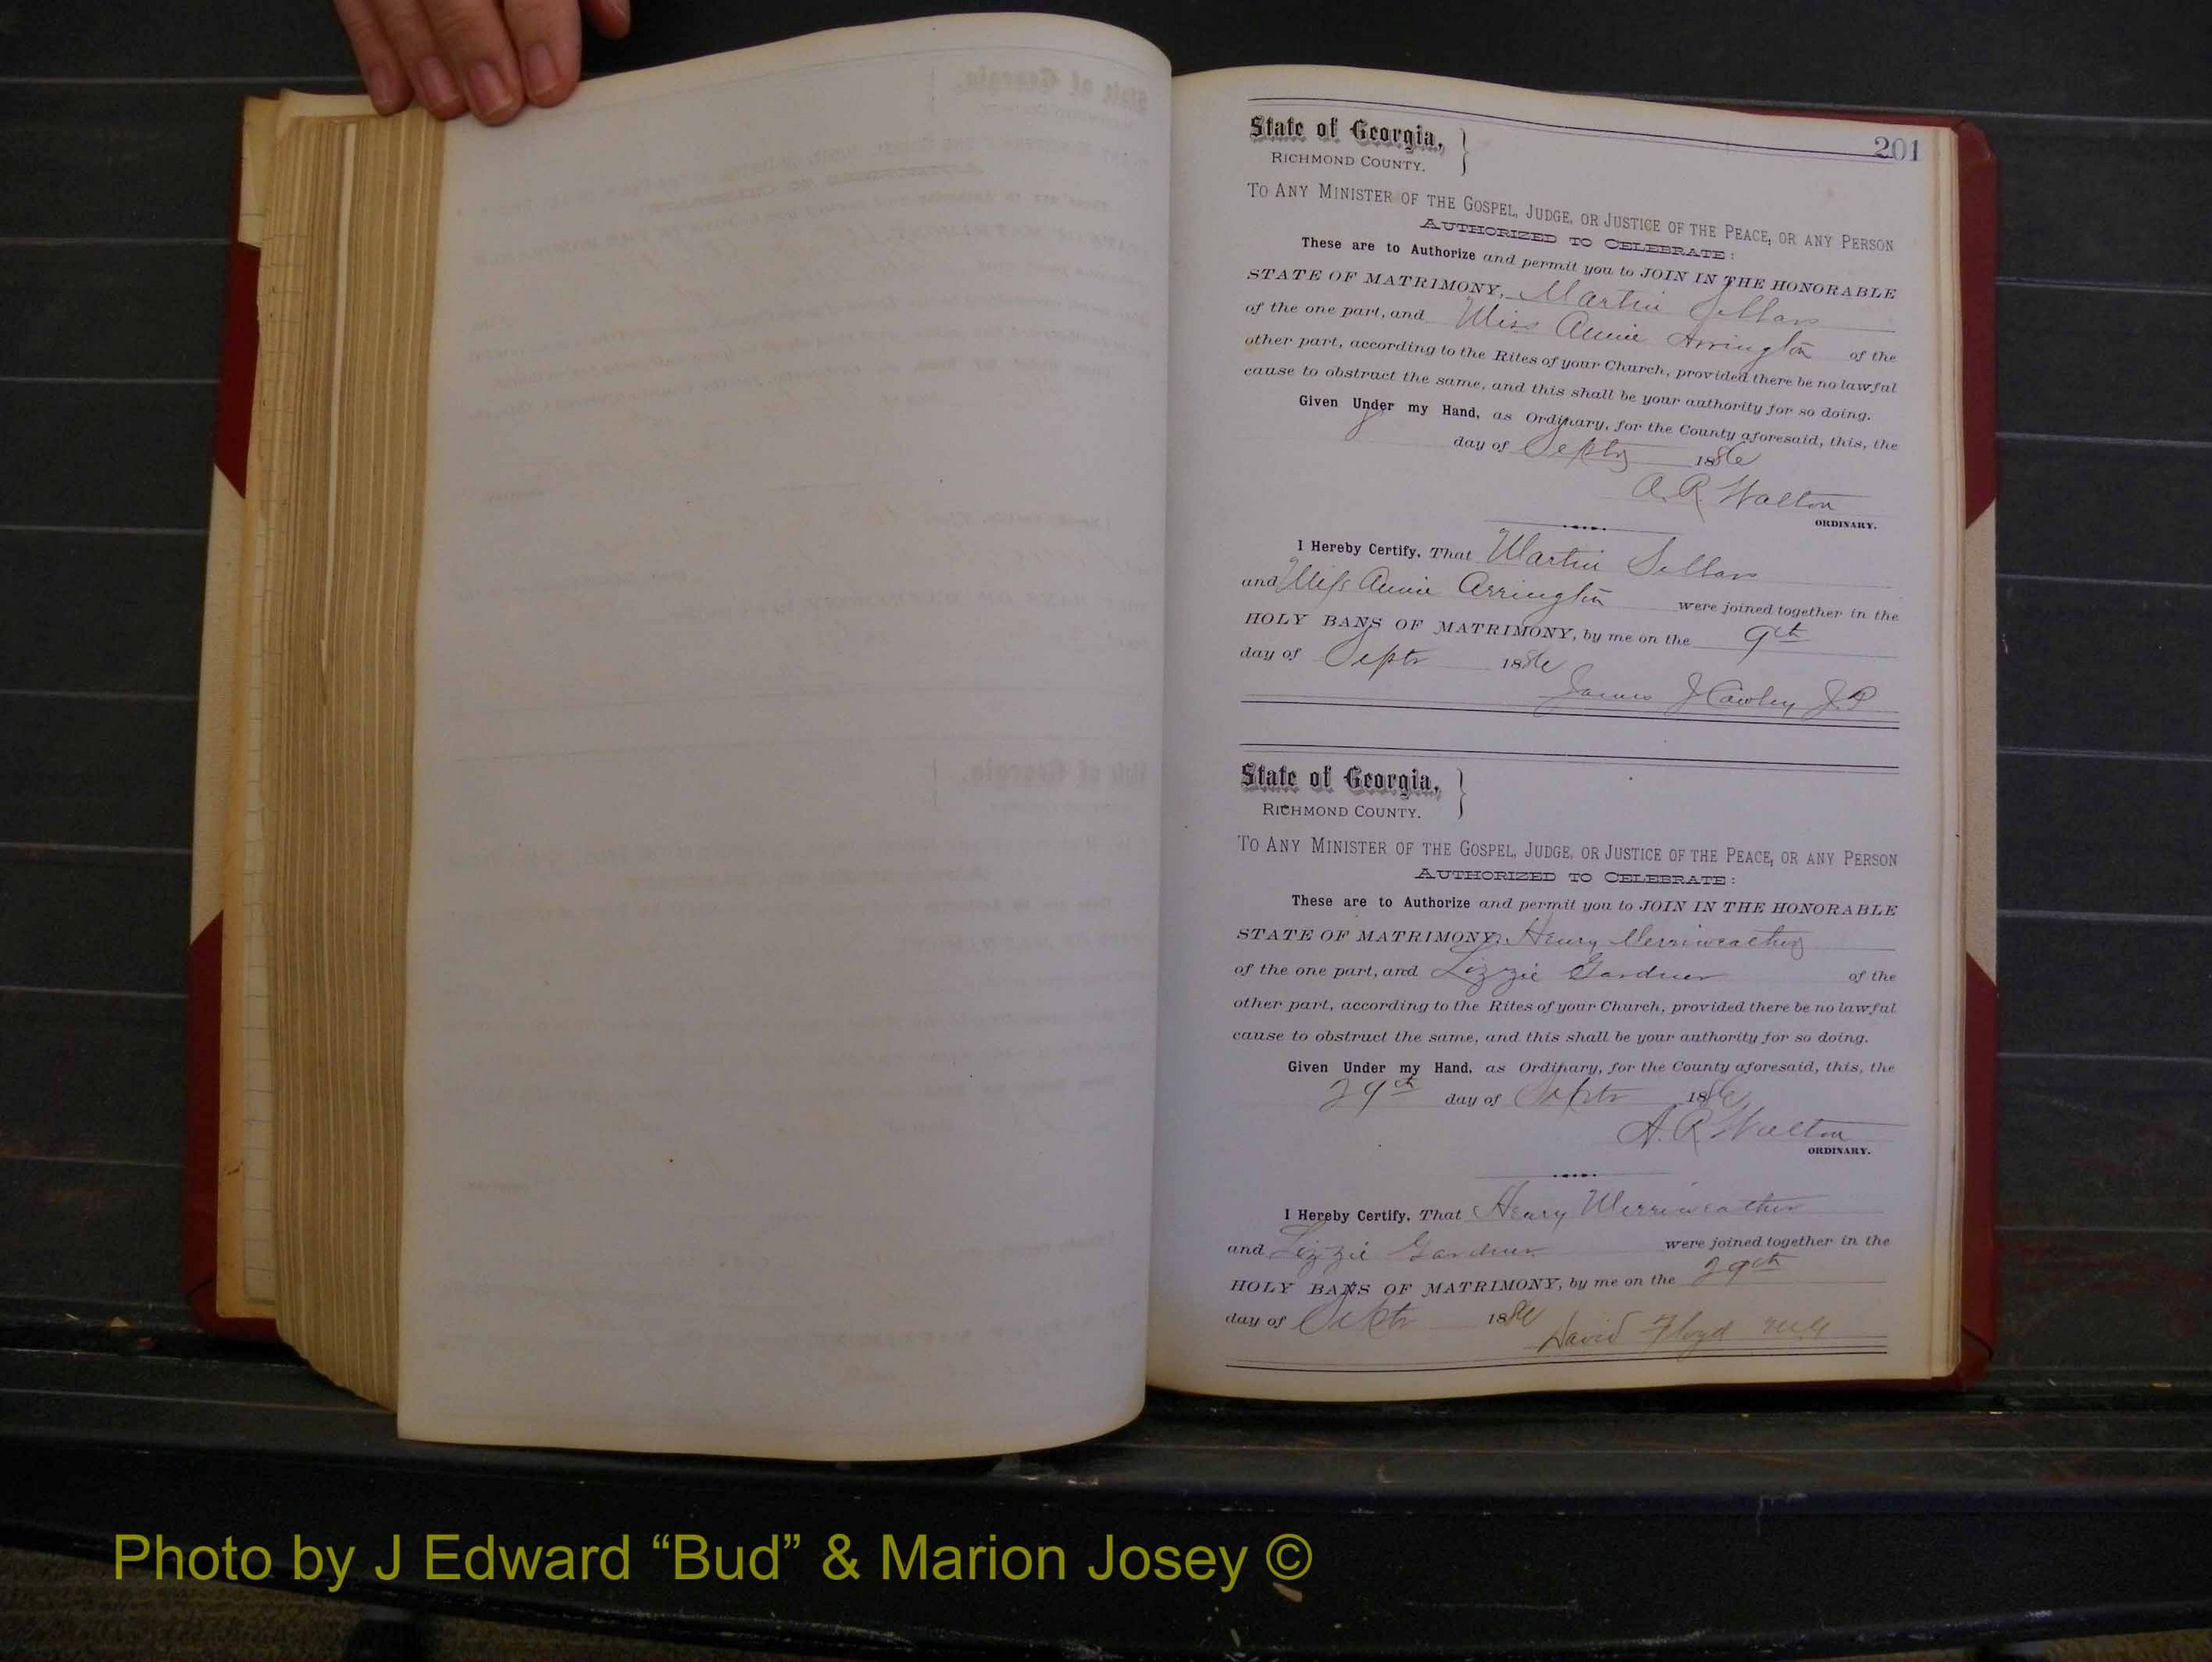 201
State of Georgia, }
RICHMOND COUNTY.
TO ANY MINISTER OF THE GOSPEL, JUDGE, OR JUSTICE OF THE PEACE, OR ANY PERSON
AUTHORIZED TO CELEBRATE:
These are to Authorize and permit you to JOIN IN THE HONORABLE
STATE OF MATRIMONY, Martin Sellars
of the one part, and Miss Annie Arrington of the
other part, according to the Rites of your Church, provided there be no lawful
cause to obstruct the same, and this shall be your authority for so doing.
Given Under my Hand, as Ordinary, for the County aforesaid, this, the
day of Septr 1886
A. R. Walton
ORDINARY.
I Hereby Certify, That Martin Sellars
and Miss Annie Arrington were joined together in the
HOLY BANS OF MATRIMONY, by me on the 9th
day of Septr 1886
James J Cawley J.P
State of Georgia, }
RICHMOND COUNTY.
TO ANY MINISTER OF THE GOSPEL, JUDGE, OR JUSTICE OF THE PEACE, OR ANY PERSON
AUTHORIZED TO CELEBRATE:
These are to Authorize and permit you to JOIN IN THE HONORABLE
STATE OF MATRIMONY, Henry Merriweather
of the one part, and Lizzie Gardner of the
other part, according to the Rites of your Church, provided there be no lawful
cause to obstruct the same, and this shall be your authority for so doing.
Given Under my Hand, as Ordinary, for the County aforesaid, this, the
29th day of Septr 1886
A. R. Walton
ORDINARY.
I Hereby Certify, That Henry Merriweather
and Lizzie Gardner were joined together in the
HOLY BANS OF MATRIMONY, by me on the 29th
day of Septr 1886
David Floyd M.G
Photo by J Edward “Bud” & Marion Josey ©